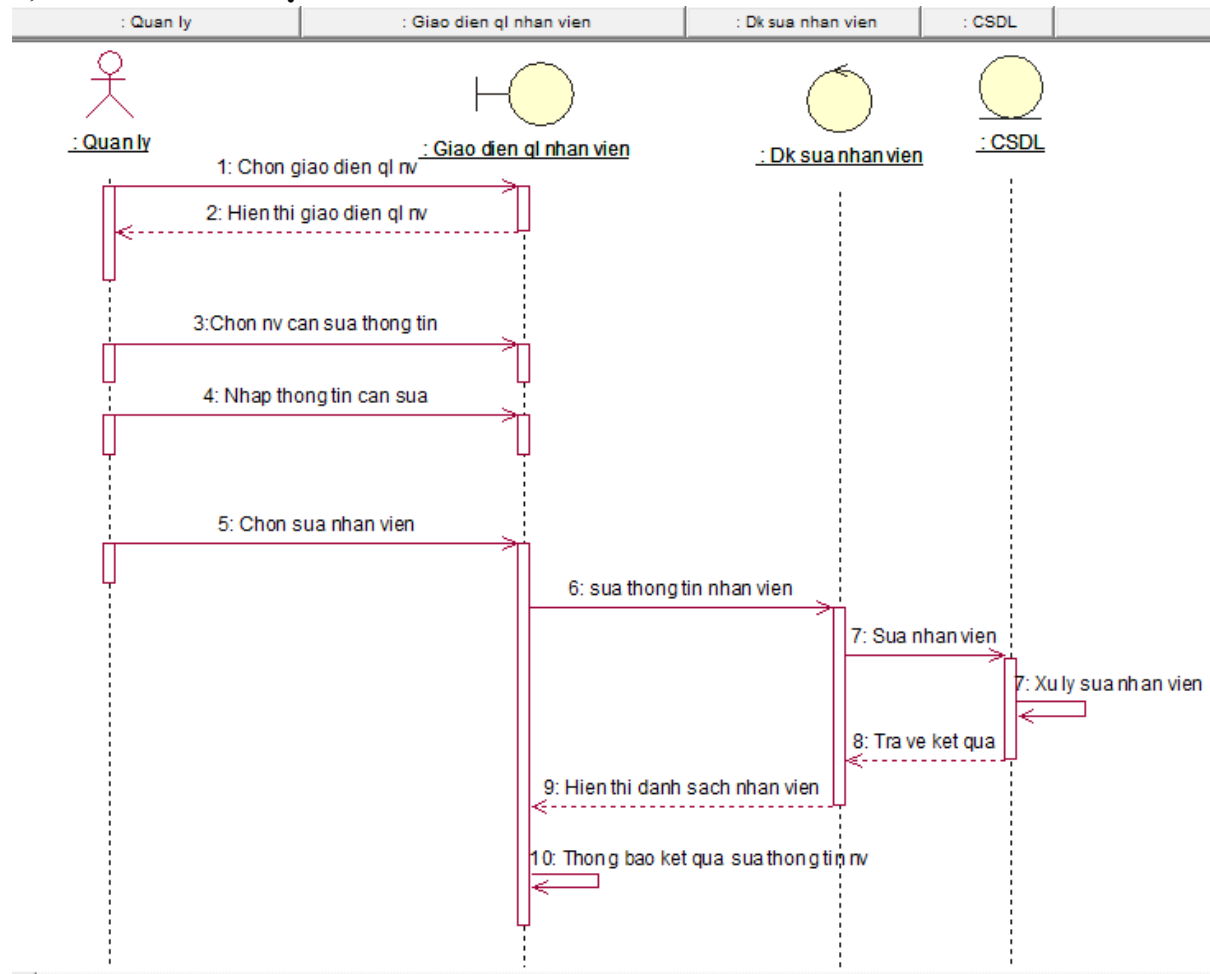 : Quan ly
: Giao dien ql nhan vien
: Dk sua nhan vien
: CSDL
: Quan ly
: Giao dien ql nhan vien
: Dk sua nhan vien
: CSDL
1: Chon giao dien ql nv
2: Hien thi giao dien ql nv
3:Chon nv can sua thong tin
4: Nhap thong tin can sua
5: Chon sua nhan vien
6: sua thong tin nhan vien
7: Sua nhan vien
7: Xu ly sua nhan vien
8: Tra ve ket qua
9: Hien thi danh sach nhan vien
10: Thong bao ket qua sua thong tin nv